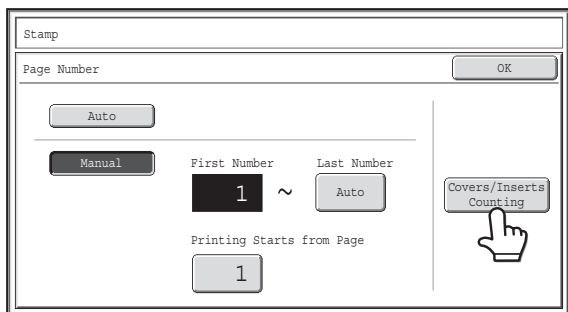 Stamp
Page Number
OK
Auto
Manual
First Number
Last Number
1
~
Auto
Covers/Inserts
Counting
Printing Starts from Page
1